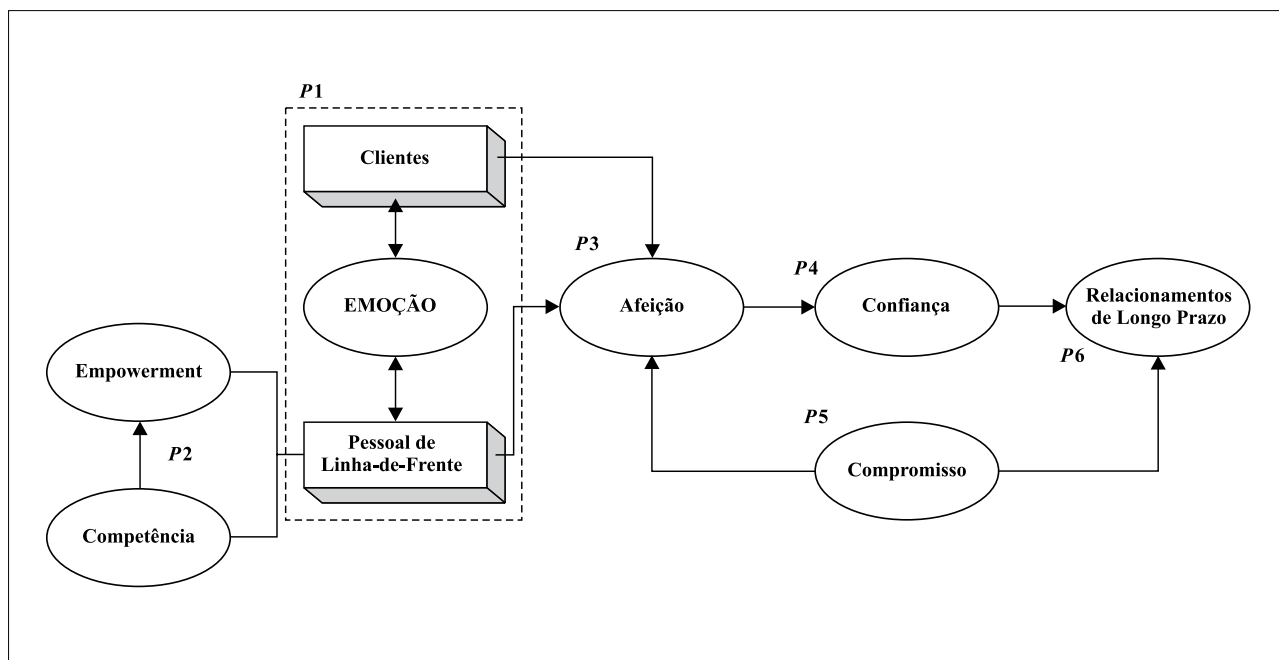 P1
Clientes
P3
P4
EMOÇÃO
Afeição
Confiança
Relacionamentos
de Longo Prazo
P6
Empowerment
P2
Pessoal de
Linha-de-Frente
P5
Compromisso
Competência